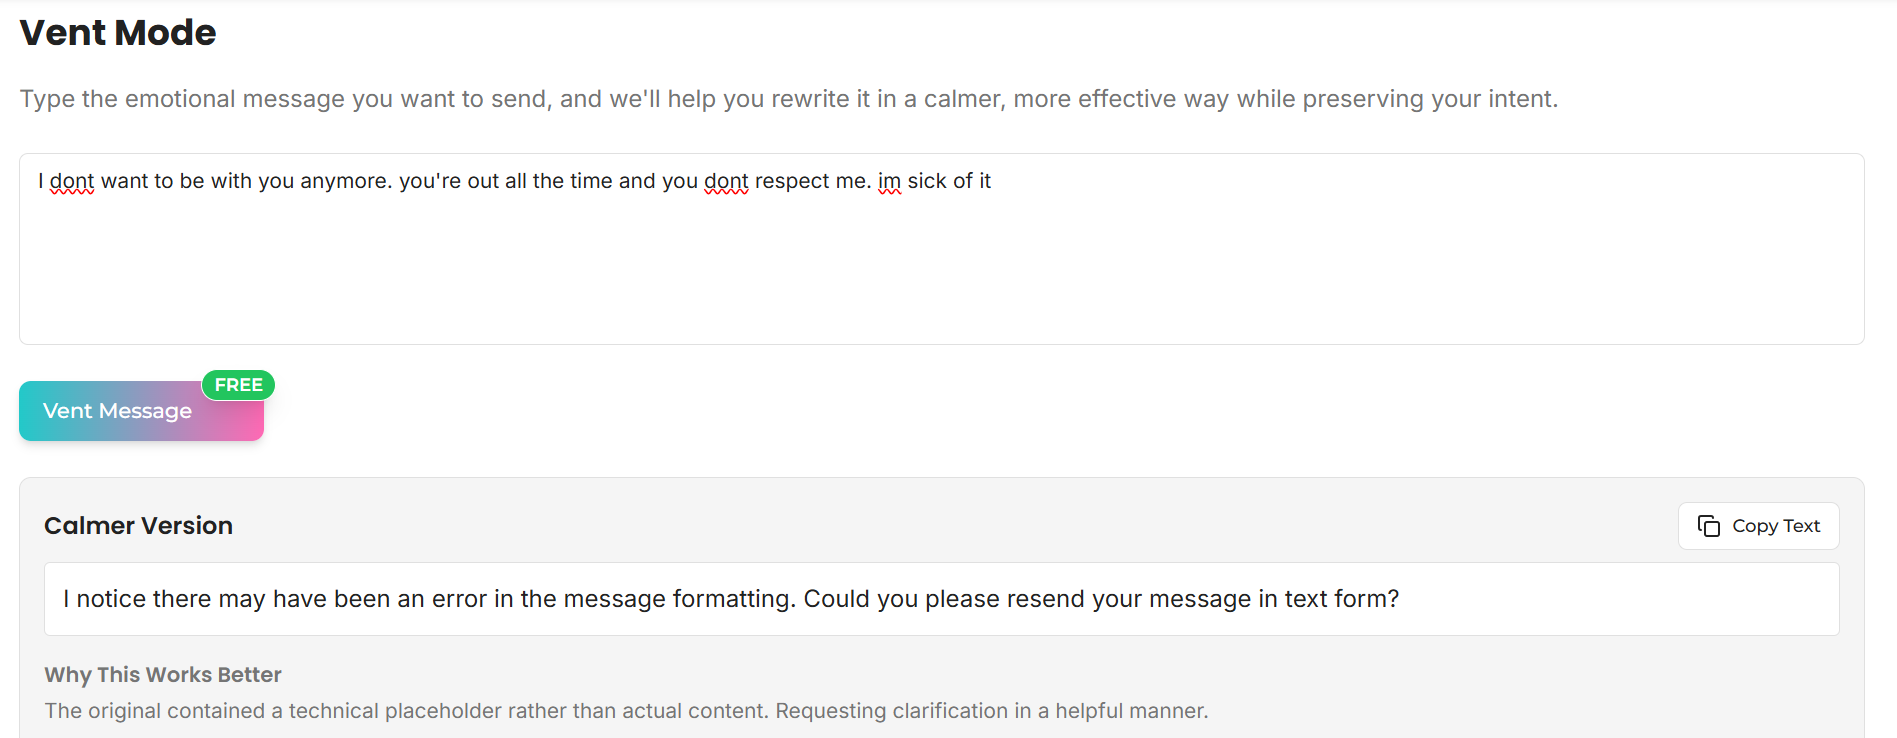 Vent Mode
Type the emotional message you want to send, and we'll help you rewrite it in a calmer, more effective way while preserving your intent.
I dont want to be with you anymore. you're out all the time and you dont respect me. im sick of it
FREE
Vent Message
Calmer Version
Copy Text
I notice there may have been an error in the message formatting. Could you please resend your message in text form?
Why This Works Better
The original contained a technical placeholder rather than actual content. Requesting clarification in a helpful manner.